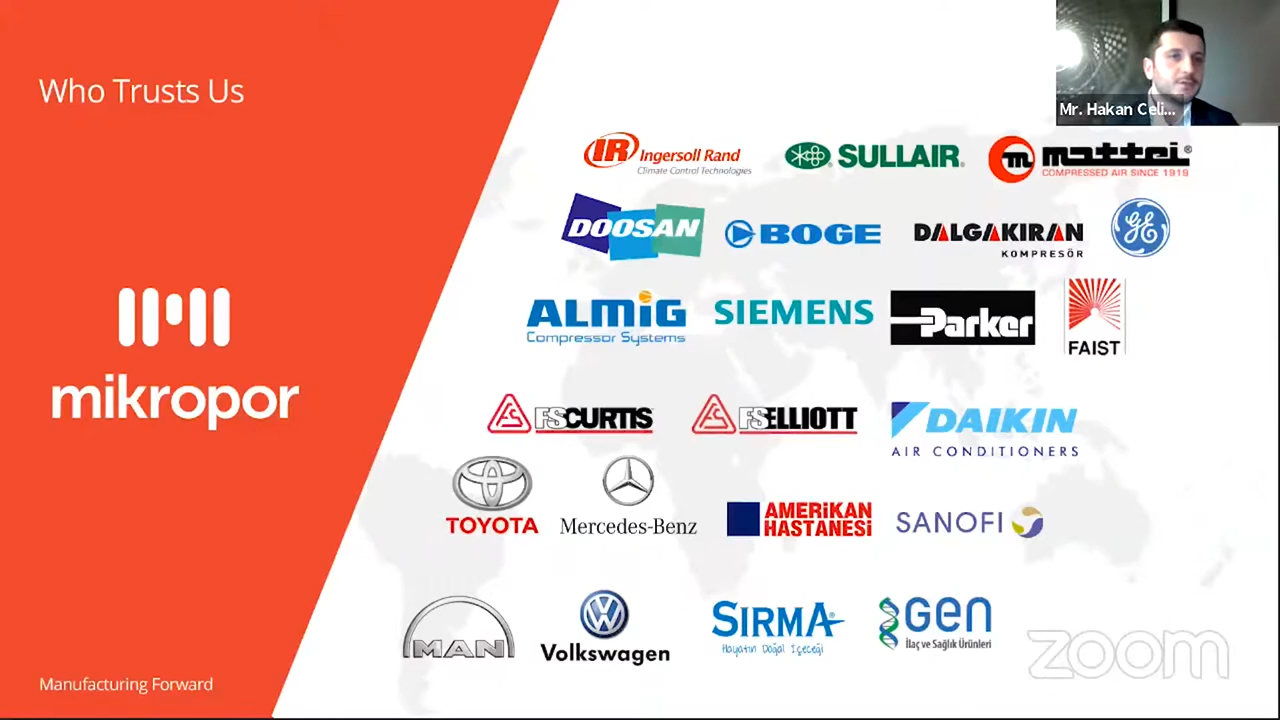 Who Trusts Us
Mr. Hakan Celi...
IR Ingersoll Rand
Climate Control Technologies
SULLAIR
mattei
COMPRESSED AIR SINCE 1919
DOOSAN
BOGE
DALGAKIRAN
KOMPRESÖR
GE
ALMiG
Compressor Systems
SIEMENS
Parker
FAIST
mikropor
FS FSCURTIS
FS FSELLIOTT
DAIKIN
AIR CONDITIONERS
TOYOTA
Mercedes-Benz
AMERiKAN
HASTANESi
SANOFI
MAN
Volkswagen
SIRMA
Hayatın Doğal İçeceği
GEN
İlaç ve Sağlık Ürünleri
zoom
Manufacturing Forward